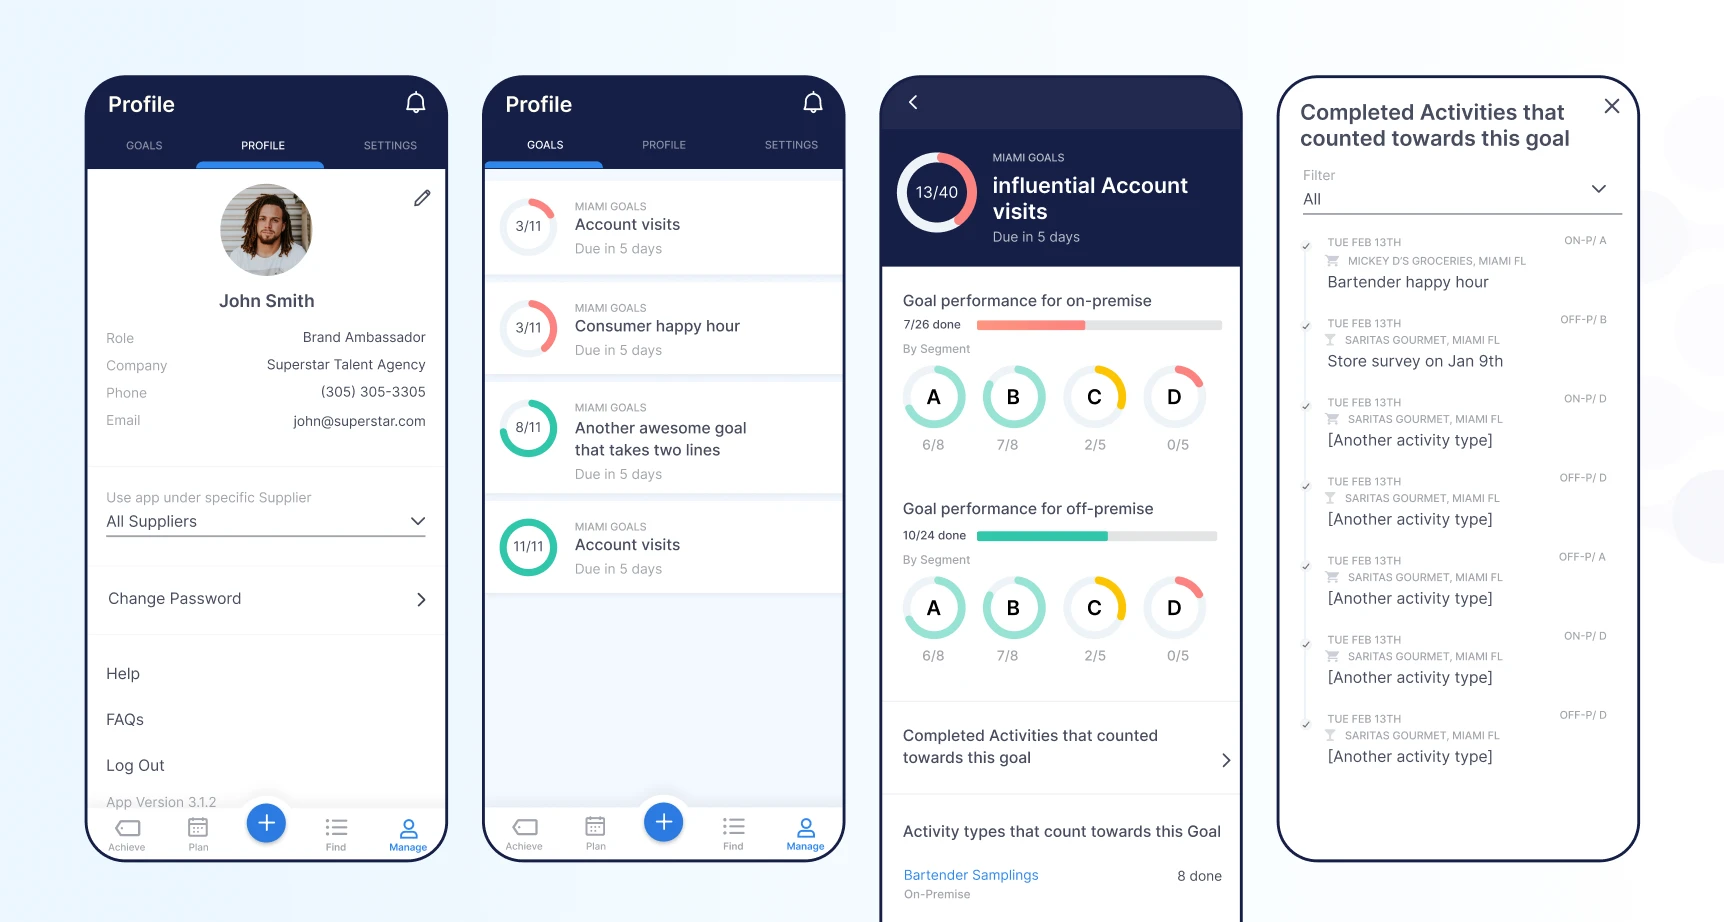 Profile
GOALS
PROFILE
SETTINGS
John Smith
Role
Brand Ambassador
Company
Superstar Talent Agency
Phone
(305) 305-3305
Email
john@superstar.com
Use app under specific Supplier
All Suppliers
Change Password
Help
FAQs
Log Out
App Version 3.1.2
Achieve
Plan
Find
Manage
Profile
GOALS
PROFILE
SETTINGS
3/11
MIAMI GOALS
Account visits
Due in 5 days
3/11
MIAMI GOALS
Consumer happy hour
Due in 5 days
8/11
MIAMI GOALS
Another awesome goal
that takes two lines
Due in 5 days
11/11
MIAMI GOALS
Account visits
Due in 5 days
Achieve
Plan
Find
Manage
13/40
MIAMI GOALS
influential Account
visits
Due in 5 days
Goal performance for on-premise
7/26 done
By Segment
A
B
C
D
6/8
7/8
2/5
0/5
Goal performance for off-premise
10/24 done
By Segment
A
B
C
D
6/8
7/8
2/5
0/5
Completed Activities that counted
towards this goal
Activity types that count towards this Goal
Bartender Samplings
8 done
On-Premise
Completed Activities that
counted towards this goal
Filter
All
TUE FEB 13TH
ON-P/ A
MICKEY D'S GROCERIES, MIAMI FL
Bartender happy hour
TUE FEB 13TH
OFF-P/ B
SARITAS GOURMET, MIAMI FL
Store survey on Jan 9th
TUE FEB 13TH
ON-P/ D
SARITAS GOURMET, MIAMI FL
[Another activity type]
TUE FEB 13TH
OFF-P/ D
SARITAS GOURMET, MIAMI FL
[Another activity type]
TUE FEB 13TH
OFF-P/ A
SARITAS GOURMET, MIAMI FL
[Another activity type]
TUE FEB 13TH
ON-P/ D
SARITAS GOURMET, MIAMI FL
[Another activity type]
TUE FEB 13TH
OFF-P/ D
SARITAS GOURMET, MIAMI FL
[Another activity type]